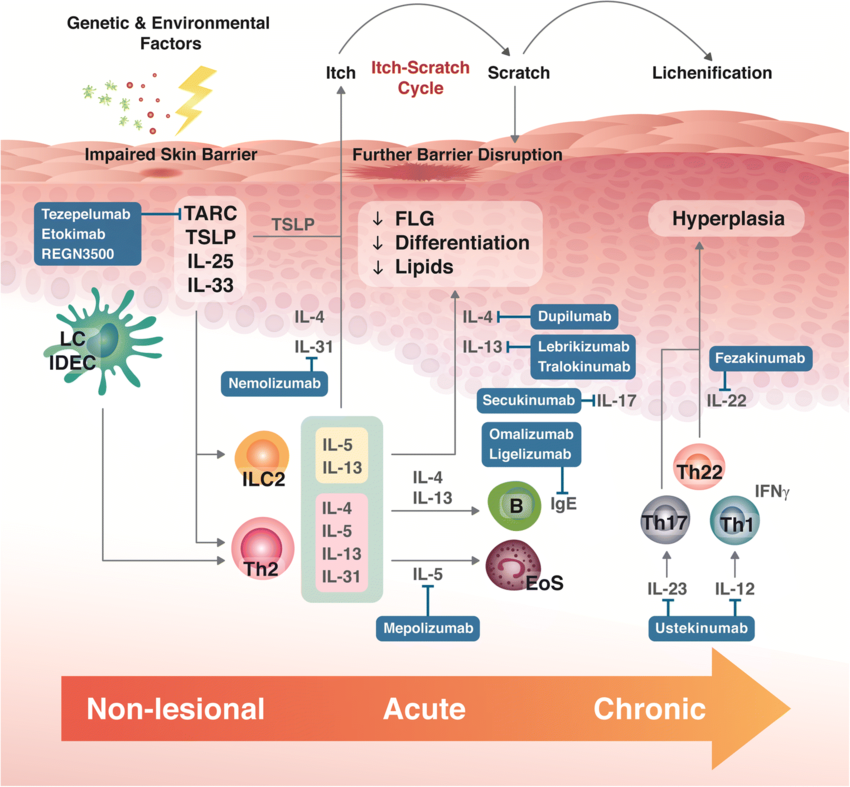 Genetic & Environmental
Factors
Itch
Itch-Scratch
Cycle
Scratch
Lichenification
Impaired Skin Barrier
Further Barrier Disruption
Tezepelumab
Etokimab
REGN3500
TARC
TSLP
IL-25
IL-33
TSLP
↓ FLG
↓ Differentiation
↓ Lipids
Hyperplasia
LC
IDEC
IL-4
IL-31
Nemolizumab
IL-4
Dupilumab
IL-13
Lebrikizumab
Tralokinumab
Fezakinumab
Secukinumab
IL-17
IL-22
Omalizumab
Ligelizumab
IL-5
IL-13
ILC2
IL-4
IL-13
B
IgE
Th22
Th17
Th1
IFNγ
IL-4
IL-5
IL-13
IL-31
Th2
IL-5
EoS
Mepolizumab
IL-23
IL-12
Ustekinumab
Non-lesional
Acute
Chronic